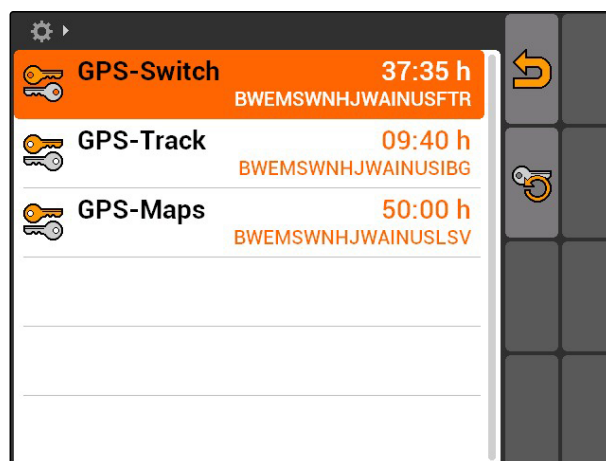 GPS-Switch 37:35 h
BWEMSWNHJWAINUSFTR
GPS-Track 09:40 h
BWEMSWNHJWAINUSIBG
GPS-Maps 50:00 h
BWEMSWNHJWAINUSLSV